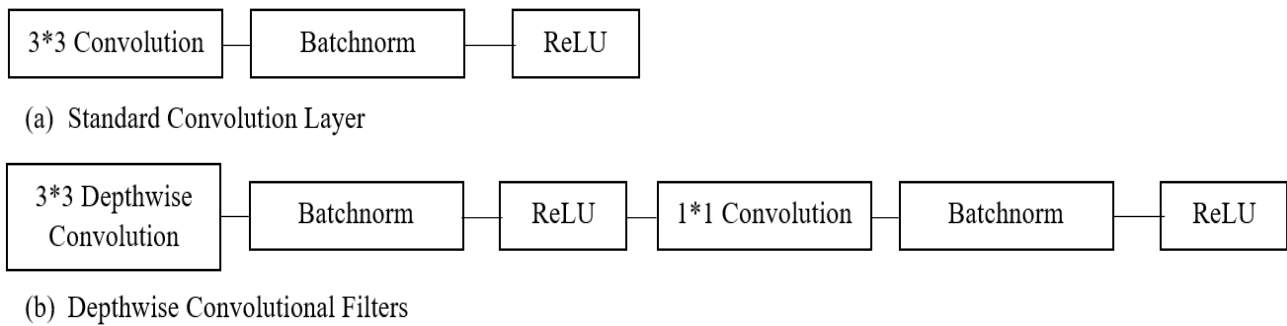 3*3 Convolution
Batchnorm
ReLU
(a) Standard Convolution Layer
3*3 Depthwise
Convolution
Batchnorm
ReLU
1*1 Convolution
Batchnorm
ReLU
(b) Depthwise Convolutional Filters